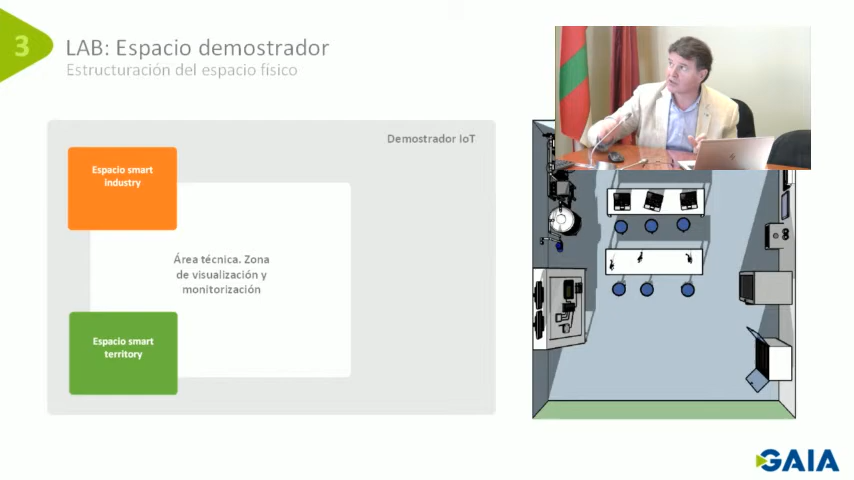 3
LAB: Espacio demostrador
Estructuración del espacio físico
Demostrador IoT
Espacio smart
industry
Área técnica. Zona
de visualización y
monitorización
Espacio smart
territory
GAIA